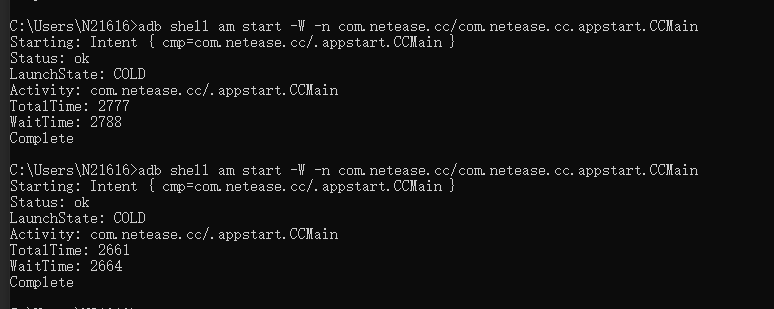 C:\Users\N21616>adb shell am start -W -n com.netease.cc/com.netease.cc.appstart.CCMain
Starting: Intent { cmp=com.netease.cc/.appstart.CCMain }
Status: ok
LaunchState: COLD
Activity: com.netease.cc/.appstart.CCMain
TotalTime: 2777
WaitTime: 2788
Complete
C:\Users\N21616>adb shell am start -W -n com.netease.cc/com.netease.cc.appstart.CCMain
Starting: Intent { cmp=com.netease.cc/.appstart.CCMain }
Status: ok
LaunchState: COLD
Activity: com.netease.cc/.appstart.CCMain
TotalTime: 2661
WaitTime: 2664
Complete